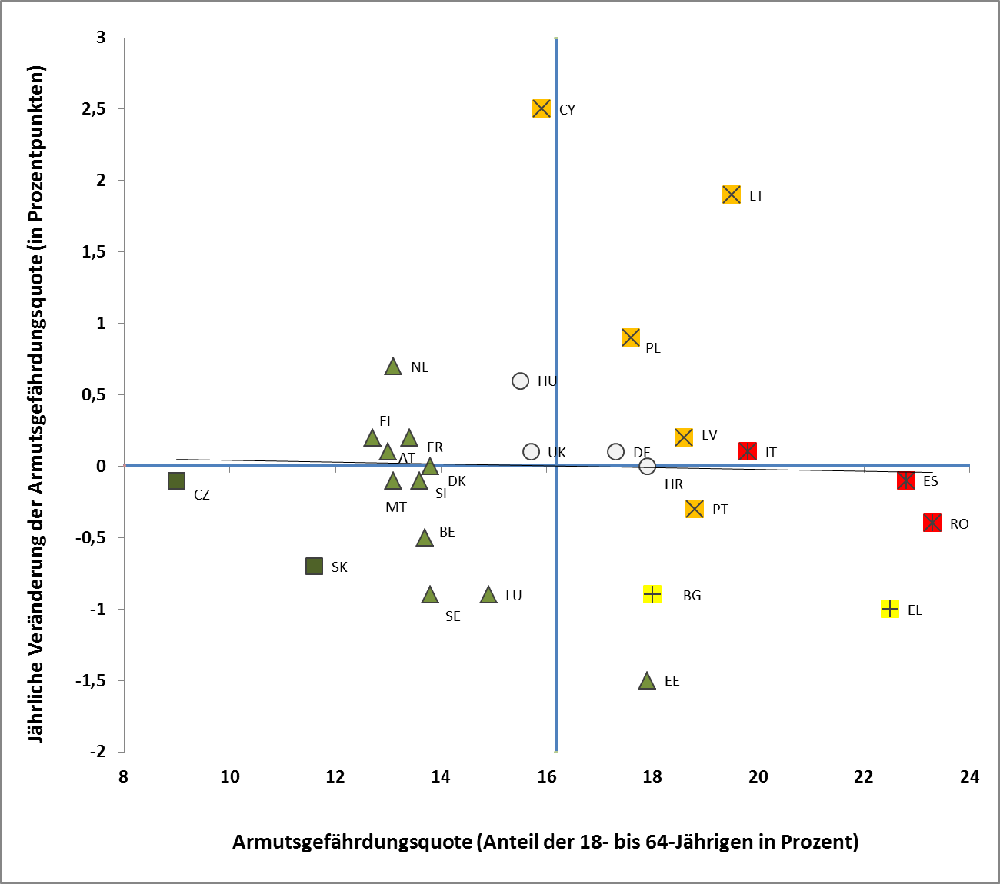 Jährliche Veränderung der Armutsgefährdungsquote (in Prozentpunkten)
3
2,5
2
1,5
1
0,5
0
-0,5
-1
-1,5
-2
CY
LT
PL
NL
HU
FI
FR
LV
AT
UK
DE
IT
DK
HR
ES
CZ
SI
MT
PT
RO
BE
SK
SE
LU
BG
EL
EE
8 10 12 14 16 18 20 22 24
Armutsgefährdungsquote (Anteil der 18- bis 64-Jährigen in Prozent)